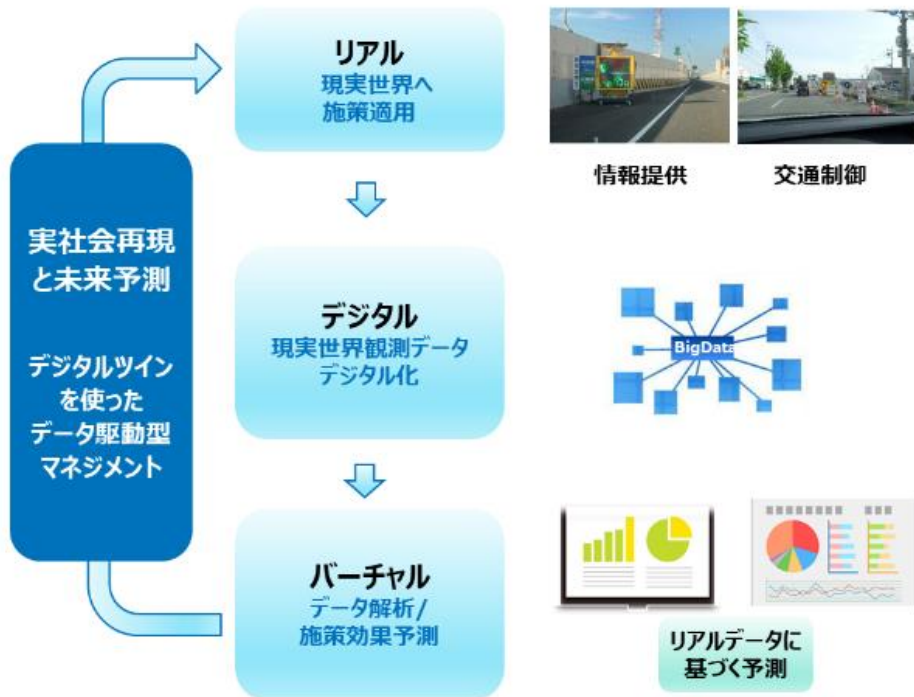 リアル
現実世界へ
施策適用
情報提供
交通制御
実社会再現
と未来予測
デジタルツイン
を使った
データ駆動型
マネジメント
デジタル
現実世界観測データ
デジタル化
BigData
バーチャル
データ解析/
施策効果予測
リアルデータに
基づく予測